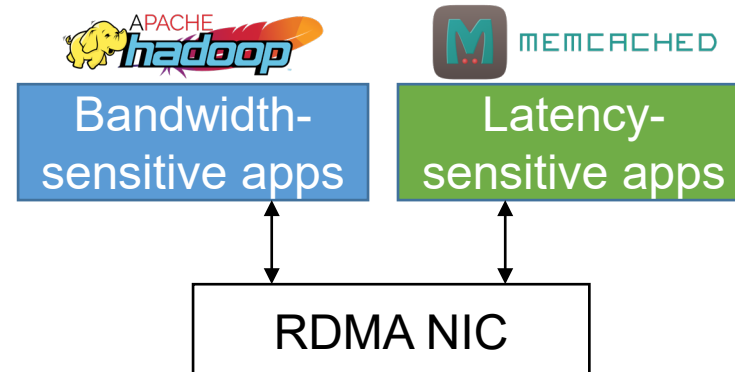 APACHE
hadoop
M MEMCACHED
Bandwidth-
sensitive apps
Latency-
sensitive apps
RDMA NIC